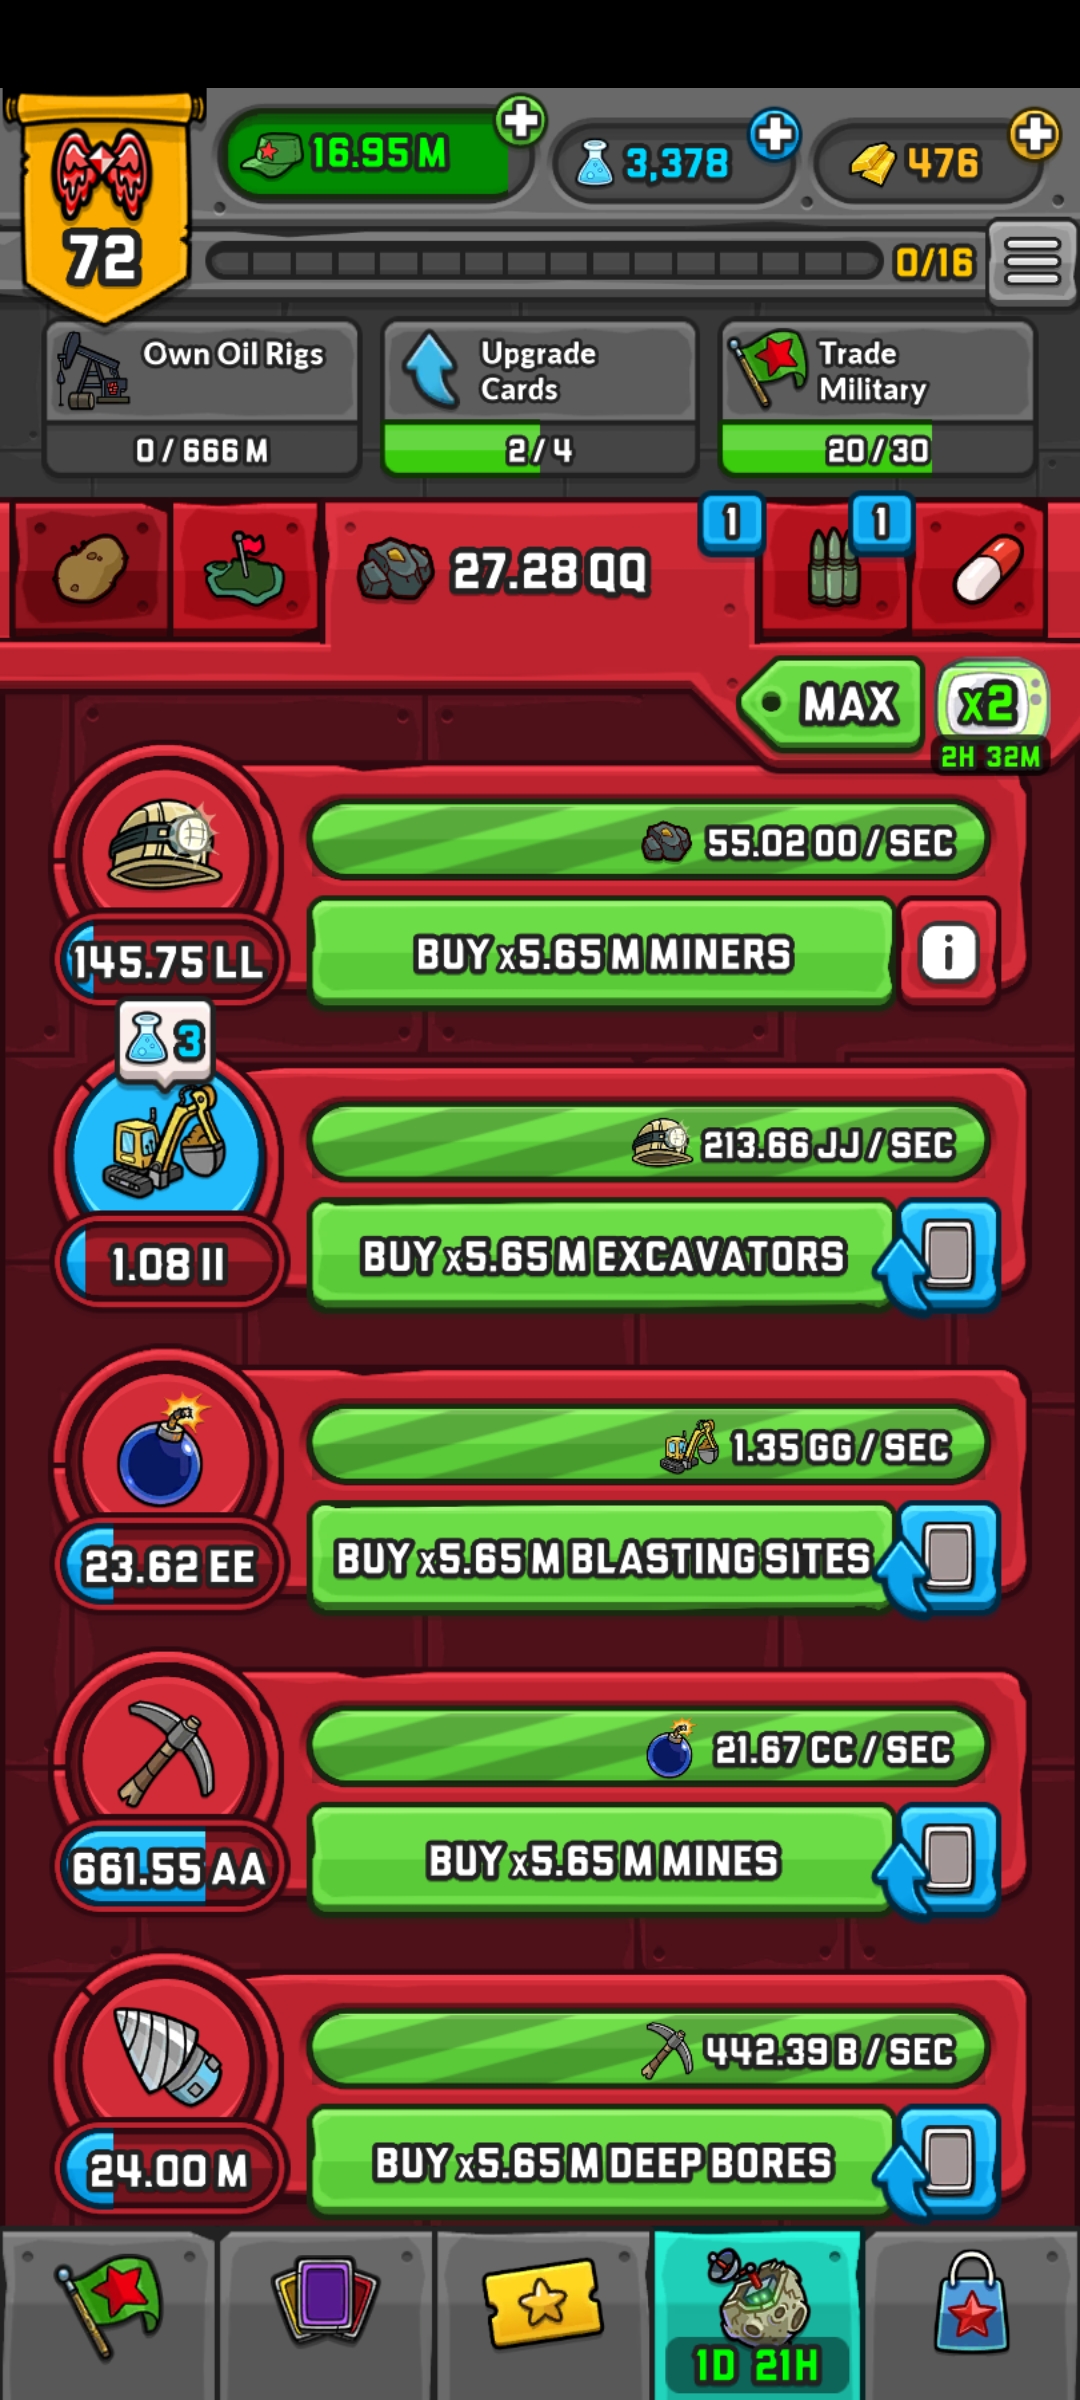 16.95 M
3,378
476
72
0/16
Own Oil Rigs
0 / 666 M
Upgrade
Cards
2 / 4
Trade
Military
20 / 30
27.28 QQ
1
1
MAX
x2
2H 32M
55.02 OO / SEC
145.75 LL
BUY x5.65 M MINERS
i
3
213.66 JJ / SEC
1.08 II
BUY x5.65 M EXCAVATORS
1.35 GG / SEC
23.62 EE
BUY x5.65 M BLASTING SITES
21.67 CC / SEC
661.55 AA
BUY x5.65 M MINES
442.39 B / SEC
24.00 M
BUY x5.65 M DEEP BORES
1D 21H